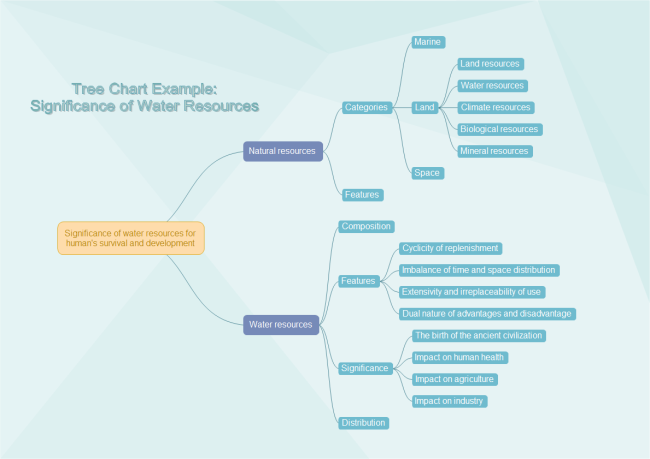 Tree Chart Example:
Significance of Water Resources
Significance of water resources for
human's survival and development
Natural resources
Categories
Marine
Land
Land resources
Water resources
Climate resources
Biological resources
Mineral resources
Space
Features
Water resources
Composition
Features
Cyclicity of replenishment
Imbalance of time and space distribution
Extensivity and irreplaceability of use
Dual nature of advantages and disadvantage
Significance
The birth of the ancient civilization
Impact on human health
Impact on agriculture
Impact on industry
Distribution